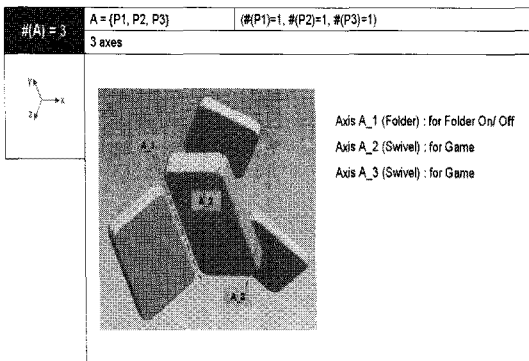 #(A) = 3
A = {P1, P2, P3}
(#(P1)=1, #(P2)=1, #(P3)=1)
3 axes
Y
X
Z
A_1
A_2
A_3
Axis A_1 (Folder) : for Folder On/ Off
Axis A_2 (Swivel) : for Game
Axis A_3 (Swivel) : for Game